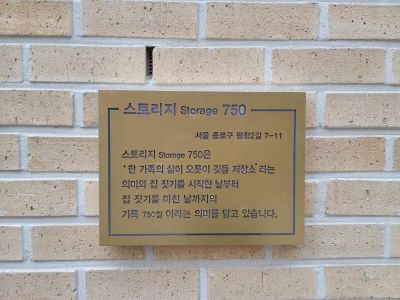 스토리지 Storage 750
서울 종로구 평창2길 7-11
스토리지 Storage 750은
"한 가족의 삶이 오롯이 깃들 저장소"라는
의미와 집 짓기를 시작한 날부터
집 짓기를 마친 날까지의
기록 750일 이라는 의미를 담고 있습니다.